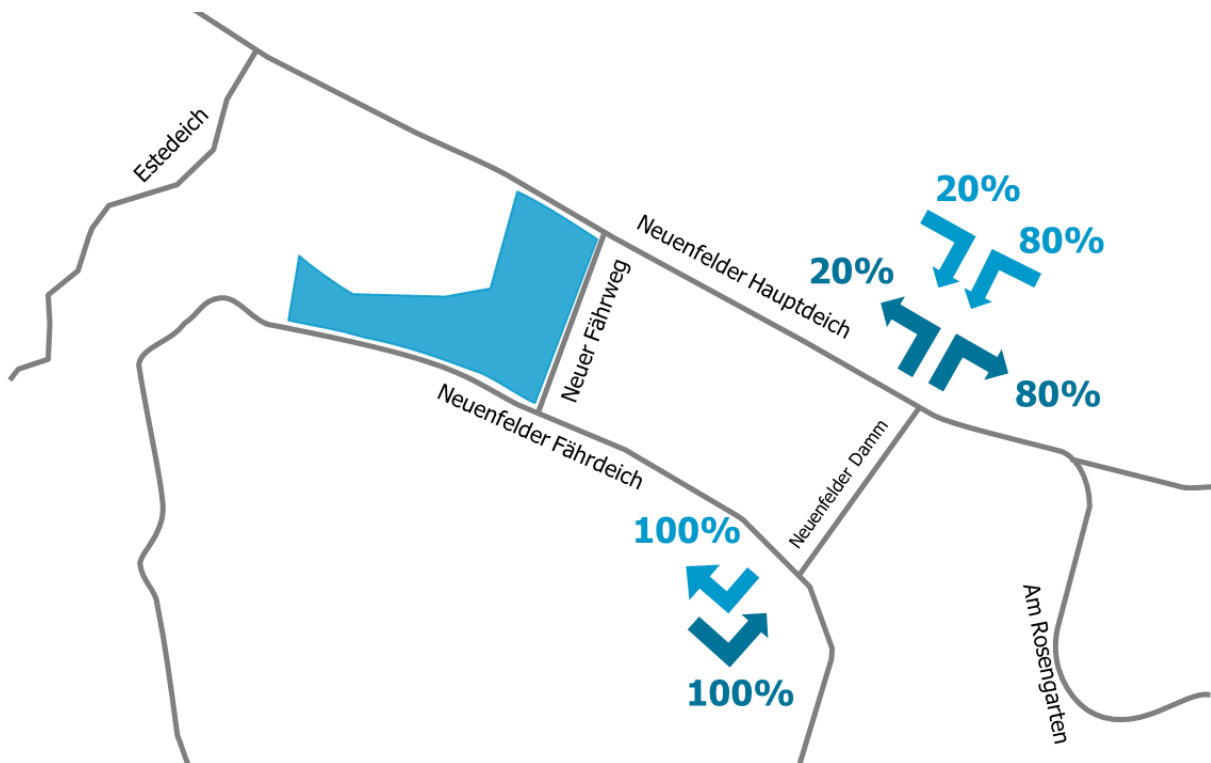 Estedeich
20%
80%
Neuenfelder Hauptdeich
20%
Neuer Fährweg
80%
Neuenfelder Fährdeich
Neuenfelder Damm
100%
Am Rosengarten
100%